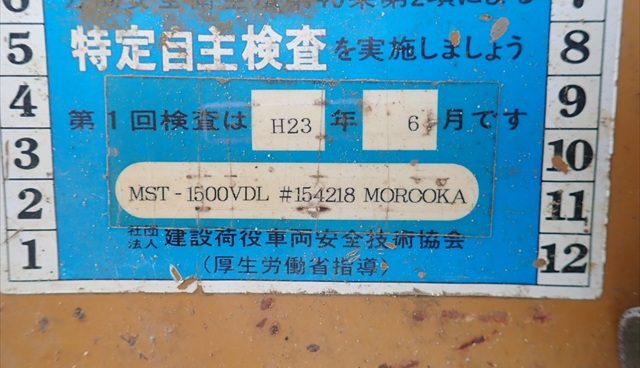 特定自主検査を実施しましょう
第1回検査は H23 年 6 月です
MST-1500VDL #154218 MOROOKA
社団法人 建設荷役車両安全技術協会
(厚生労働省指導)
6
5
4
3
2
1
7
8
9
10
11
12